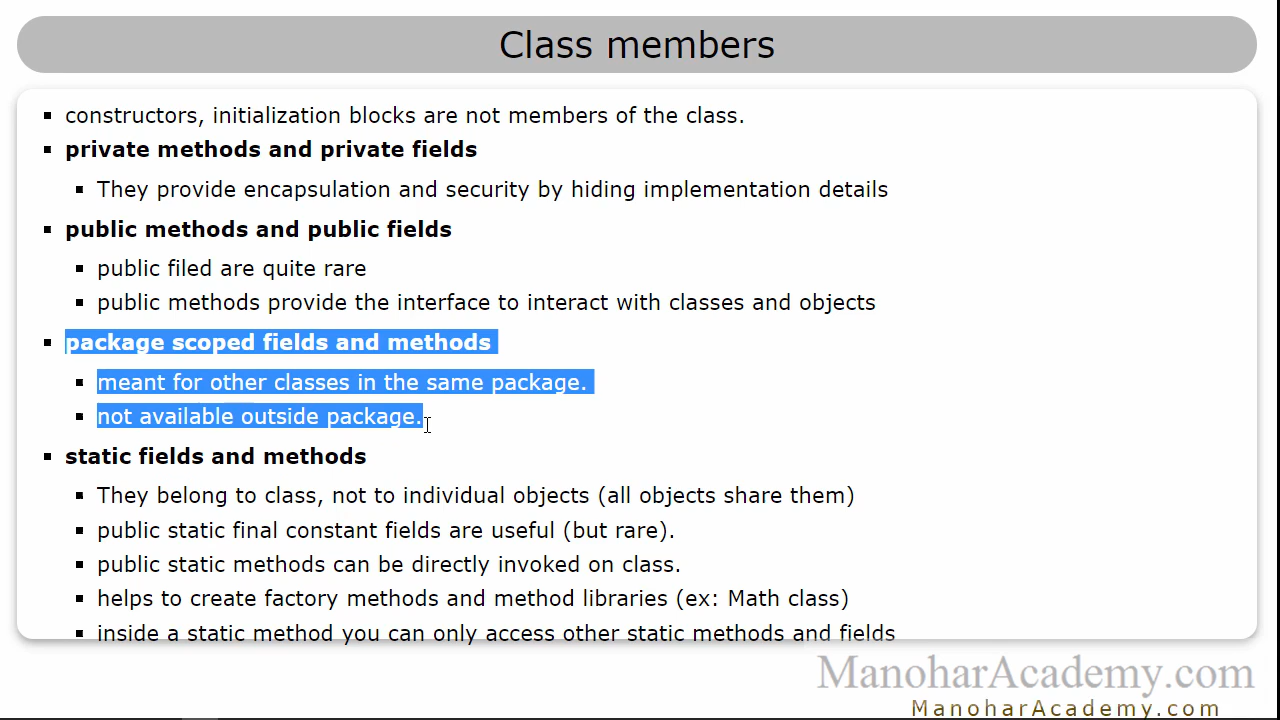 Class members
constructors, initialization blocks are not members of the class.
private methods and private fields
They provide encapsulation and security by hiding implementation details
public methods and public fields
public filed are quite rare
public methods provide the interface to interact with classes and objects
package scoped fields and methods
meant for other classes in the same package.
not available outside package.
static fields and methods
They belong to class, not to individual objects (all objects share them)
public static final constant fields are useful (but rare).
public static methods can be directly invoked on class.
helps to create factory methods and method libraries (ex: Math class)
inside a static method you can only access other static methods and fields
ManoharAcademy.com
ManoharAcademy.com